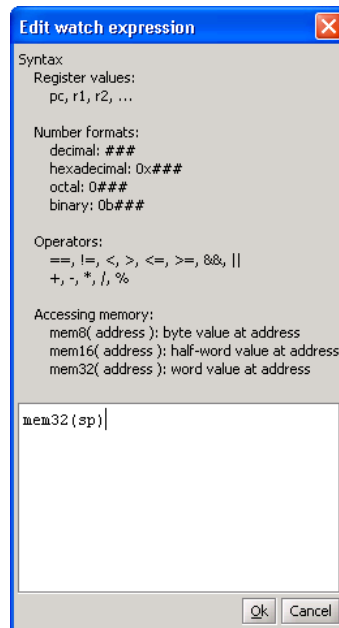 Edit watch expression
Syntax
Register values:
pc, r1, r2, ...
Number formats:
decimal: ###
hexadecimal: 0x###
octal: 0###
binary: 0b###
Operators:
==, !=, <, >, <=, >=, &&, ||
+, -, *, /, %
Accessing memory:
mem8( address ): byte value at address
mem16( address ): half-word value at address
mem32( address ): word value at address
mem32(sp)
Ok Cancel